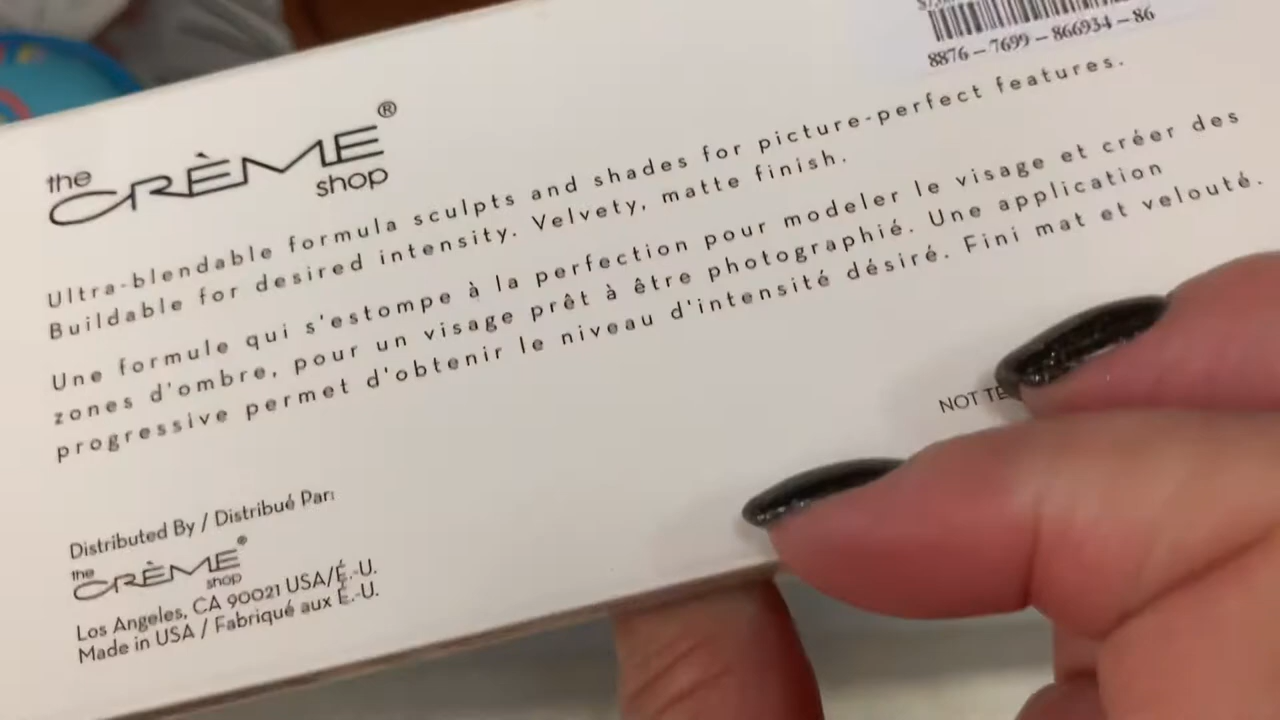 8876-7699-866934-86
the
CRÈME®
shop
Ultra-blendable formula sculpts and shades for picture-perfect features.
Buildable for desired intensity. Velvety, matte finish.
Une formule qui s'estompe à la perfection pour modeler le visage et créer des
zones d'ombre, pour un visage prêt à être photographié. Une application
progressive permet d'obtenir le niveau d'intensité désiré. Fini mat et velouté.
NOT
Distributed By / Distribué Par:
the
CRÈME®
shop
Los Angeles, CA 90021 USA/É.-U.
Made in USA / Fabriqué aux É.-U.